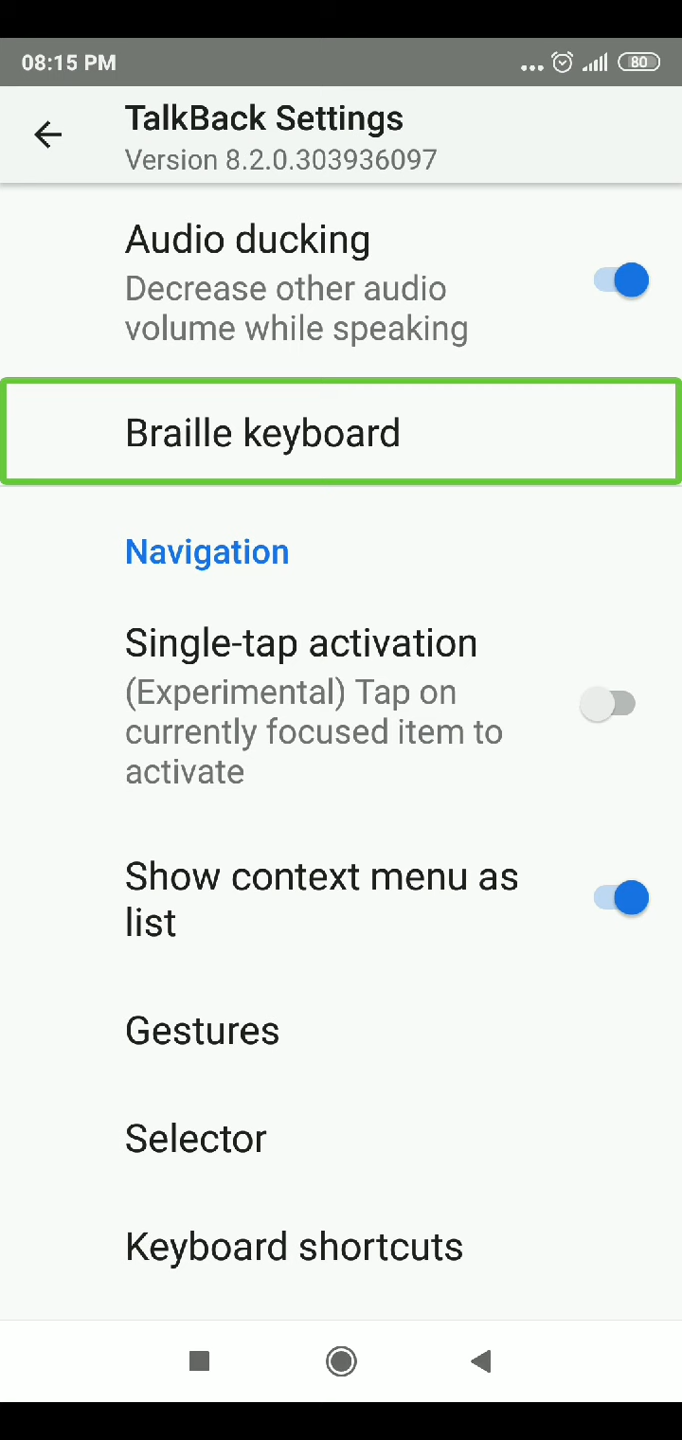 08:15 PM
80
TalkBack Settings
Version 8.2.0.303936097
Audio ducking
Decrease other audio
volume while speaking
Braille keyboard
Navigation
Single-tap activation
(Experimental) Tap on
currently focused item to
activate
Show context menu as
list
Gestures
Selector
Keyboard shortcuts